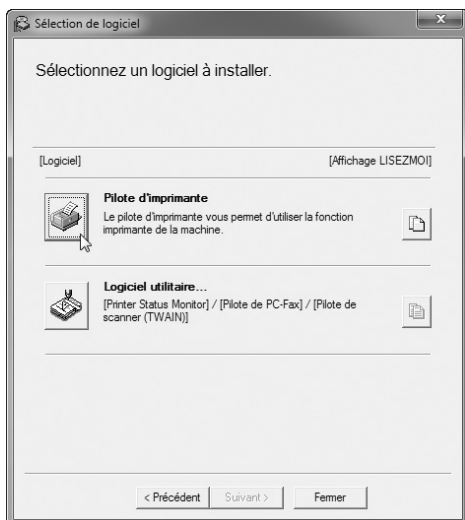 Sélection de logiciel
Sélectionnez un logiciel à installer.
[Logiciel] [Affichage LISEZMOI]
Pilote d'imprimante
Le pilote d'imprimante vous permet d'utiliser la fonction
imprimante de la machine.
Logiciel utilitaire...
[Printer Status Monitor] / [Pilote de PC-Fax] / [Pilote de
scanner (TWAIN)]
< Précédent Suivant > Fermer